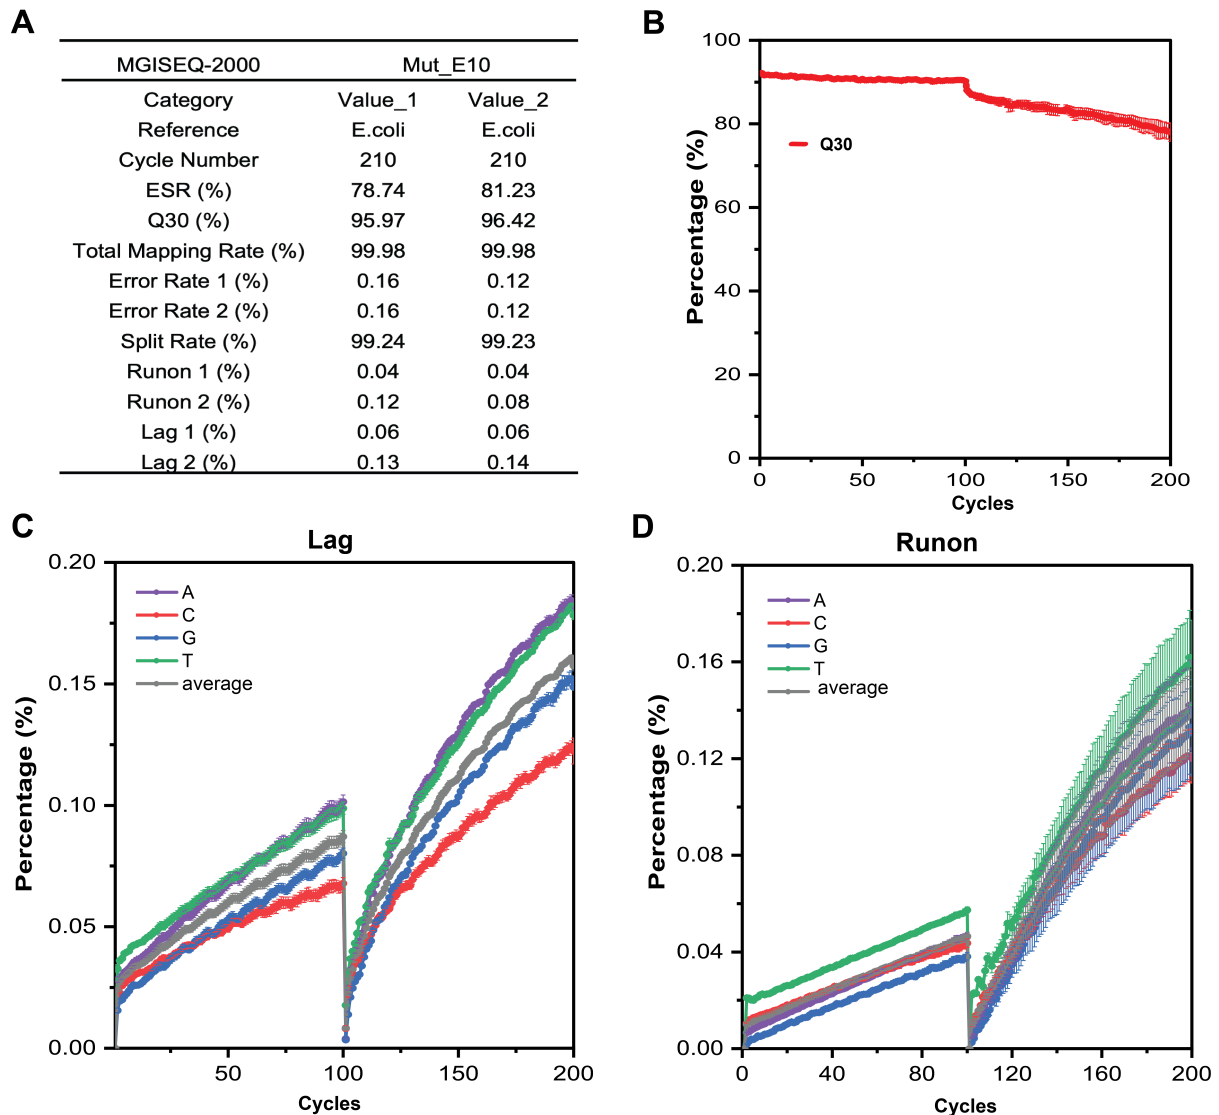 A
MGISEQ-2000 Mut_E10
Category Value_1 Value_2
Reference E.coli E.coli
Cycle Number 210 210
ESR (%) 78.74 81.23
Q30 (%) 95.97 96.42
Total Mapping Rate (%) 99.98 99.98
Error Rate 1 (%) 0.16 0.12
Error Rate 2 (%) 0.16 0.12
Split Rate (%) 99.24 99.23
Runon 1 (%) 0.04 0.04
Runon 2 (%) 0.12 0.08
Lag 1 (%) 0.06 0.06
Lag 2 (%) 0.13 0.14
B
Percentage (%)
100
80
60
40
20
0
Q30
0 50 100 150 200
Cycles
C
Lag
Percentage (%)
0.20
0.15
0.10
0.05
0.00
A
C
G
T
average
50 100 150 200
Cycles
D
Runon
Percentage (%)
0.20
0.16
0.12
0.08
0.04
0.00
A
C
G
T
average
0 40 80 120 160 200
Cycles